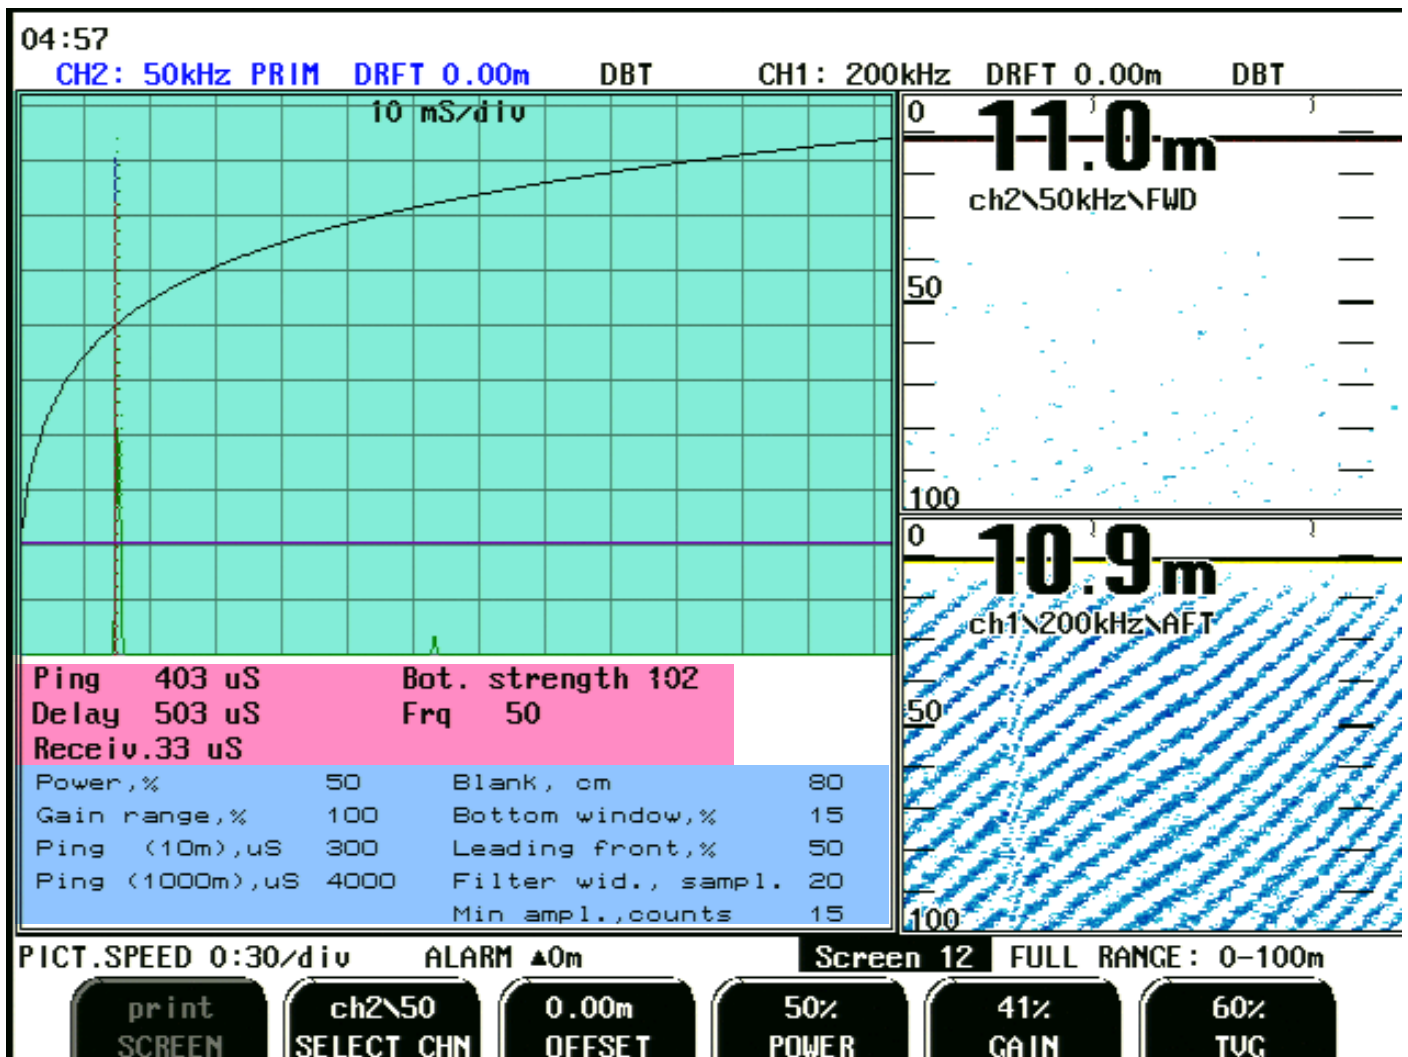 04:57
CH2: 50kHz PRIM DRFT 0.00m DBT CH1: 200kHz DRFT 0.00m DBT
10 mS/div
0
11.0m
ch2\50kHz\FWD
50
100
0
10.9m
ch1\200kHz\AFT
50
100
Ping 403 uS Bot. strength 102
Delay 503 uS Frq 50
Receiv.33 uS
Power,% 50 Blank, cm 80
Gain range,% 100 Bottom window,% 15
Ping (10m),uS 300 Leading front,% 50
Ping (1000m),uS 4000 Filter wid., sampl. 20
Min ampl.,counts 15
PICT.SPEED 0:30/div ALARM ▲0m Screen 12 FULL RANGE: 0-100m
print ch2\50 0.00m 50% 41% 60%
SCREEN SELECT CHN OFFSET POWER GAIN TVG